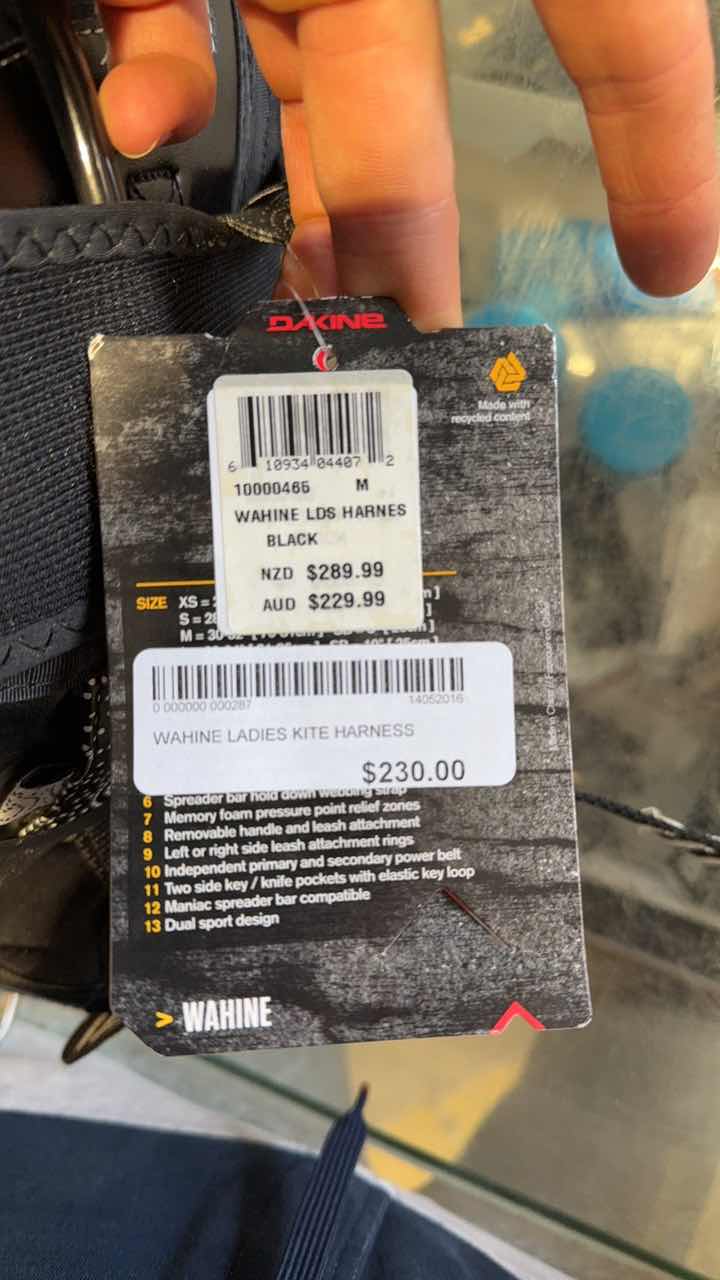 DAKINE
Made with
recycled content
6 10934 04407 2
10000466 M
WAHINE LDS HARNES
BLACK
NZD $289.99
AUD $229.99
SIZE XS =
S = 28
M = 30-32
0 000000 000287 14052016
WAHINE LADIES KITE HARNESS
$230.00
6 Spreader bar hold down webbing strap
7 Memory foam pressure point relief zones
8 Removable handle and leash attachment
9 Left or right side leash attachment rings
10 Independent primary and secondary power belt
11 Two side key / knife pockets with elastic key loop
12 Maniac spreader bar compatible
13 Dual sport design
> WAHINE